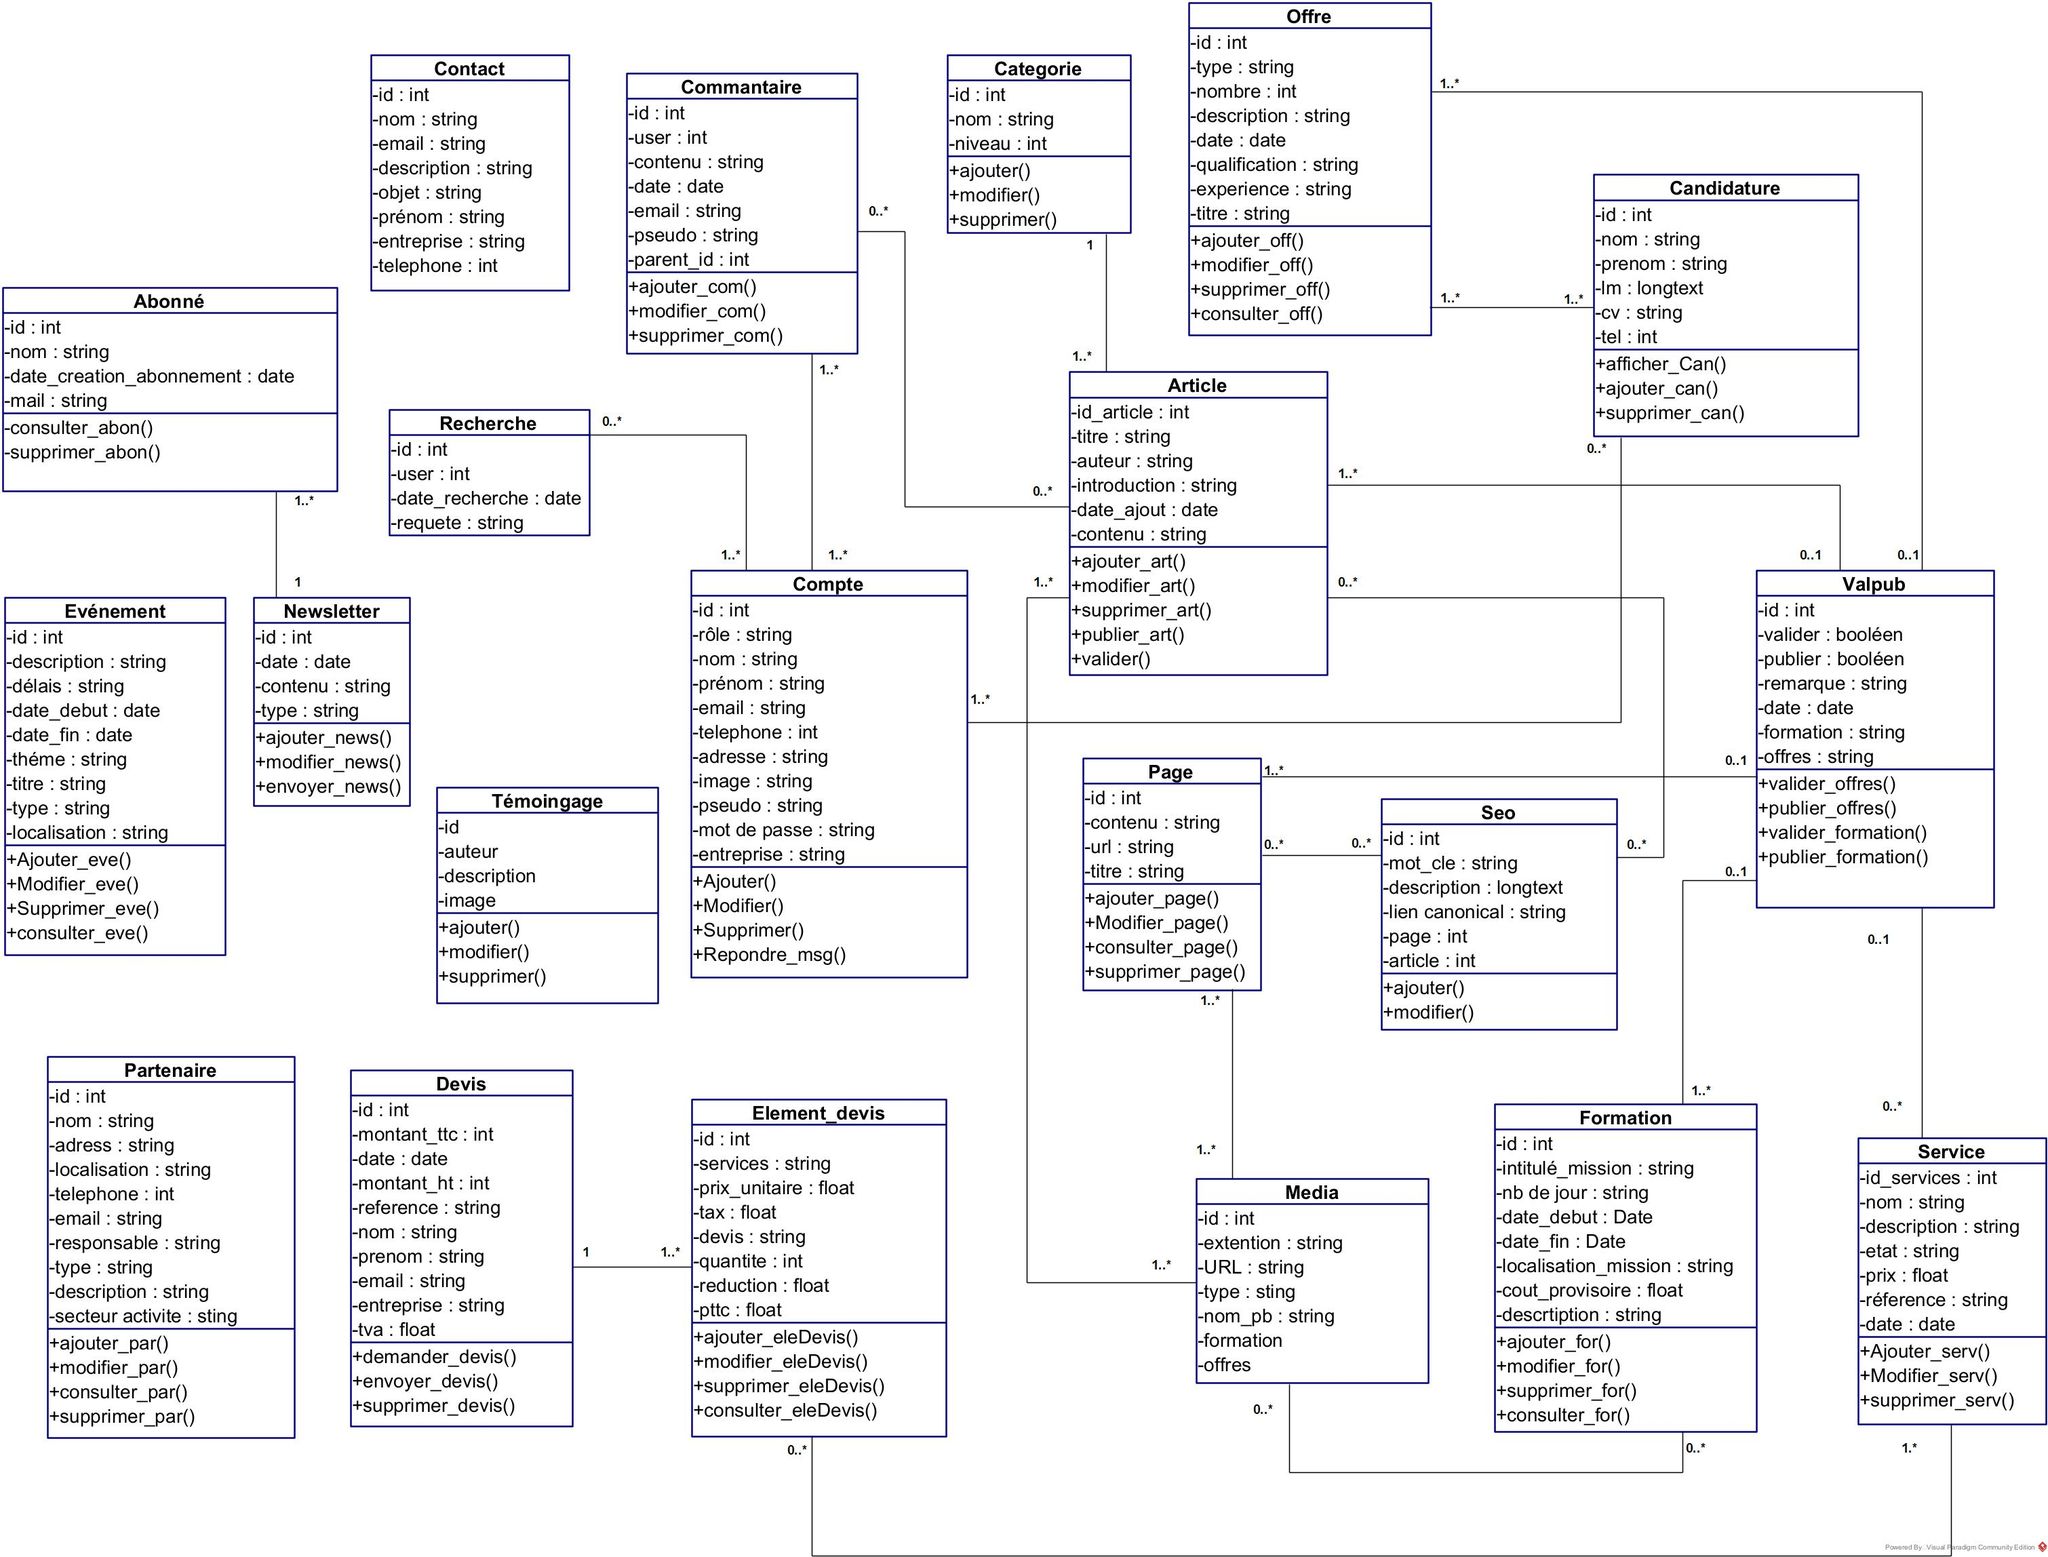 Offre
-id : int
-type : string
-nombre : int
-description : string
-date : date
-qualification : string
-experience : string
-titre : string
+ajouter_off()
+modifier_off()
+supprimer_off()
+consulter_off()
1..*
1..*
Contact
-id : int
-nom : string
-email : string
-description : string
-objet : string
-prénom : string
-entreprise : string
-telephone : int
Commantaire
-id : int
-user : int
-contenu : string
-date : date
-email : string
-pseudo : string
-parent_id : int
+ajouter_com()
+modifier_com()
+supprimer_com()
0..*
1..*
Categorie
-id : int
-nom : string
-niveau : int
+ajouter()
+modifier()
+supprimer()
1
Candidature
-id : int
-nom : string
-prenom : string
-lm : longtext
-cv : string
-tel : int
+afficher_Can()
+ajouter_can()
+supprimer_can()
1..*
0..*
Abonné
-id : int
-nom : string
-date_creation_abonnement : date
-mail : string
-consulter_abon()
-supprimer_abon()
1..*
Recherche
-id : int
-user : int
-date_recherche : date
-requete : string
0..*
1..*
Article
-id_article : int
-titre : string
-auteur : string
-introduction : string
-date_ajout : date
-contenu : string
+ajouter_art()
+modifier_art()
+supprimer_art()
+publier_art()
+valider()
0..*
1..*
1..*
0..*
Evénement
-id : int
-description : string
-délais : string
-date_debut : date
-date_fin : date
-théme : string
-titre : string
-type : string
-localisation : string
+Ajouter_eve()
+Modifier_eve()
+Supprimer_eve()
+consulter_eve()
1
Newsletter
-id : int
-date : date
-contenu : string
-type : string
+ajouter_news()
+modifier_news()
+envoyer_news()
Témoingage
-id
-auteur
-description
-image
+ajouter()
+modifier()
+supprimer()
1..*
1..*
Compte
-id : int
-rôle : string
-nom : string
-prénom : string
-email : string
-telephone : int
-adresse : string
-image : string
-pseudo : string
-mot de passe : string
-entreprise : string
+Ajouter()
+Modifier()
+Supprimer()
+Repondre_msg()
1..*
0..1
0..1
Valpub
-id : int
-valider : booléen
-publier : booléen
-remarque : string
-date : date
-formation : string
-offres : string
+valider_offres()
+publier_offres()
+valider_formation()
+publier_formation()
0..1
0..1
0..1
Page
-id : int
-contenu : string
-url : string
-titre : string
+ajouter_page()
+Modifier_page()
+consulter_page()
+supprimer_page()
1..*
0..*
1..*
Seo
-id : int
-mot_cle : string
-description : longtext
-lien canonical : string
-page : int
-article : int
+ajouter()
+modifier()
0..*
0..*
Partenaire
-id : int
-nom : string
-adress : string
-localisation : string
-telephone : int
-email : string
-responsable : string
-type : string
-description : string
-secteur activite : sting
+ajouter_par()
+modifier_par()
+consulter_par()
+supprimer_par()
Devis
-id : int
-montant_ttc : int
-date : date
-montant_ht : int
-reference : string
-nom : string
-prenom : string
-email : string
-entreprise : string
-tva : float
+demander_devis()
+envoyer_devis()
+supprimer_devis()
1
1..*
Element_devis
-id : int
-services : string
-prix_unitaire : float
-tax : float
-devis : string
-quantite : int
-reduction : float
-pttc : float
+ajouter_eleDevis()
+modifier_eleDevis()
+supprimer_eleDevis()
+consulter_eleDevis()
0..*
1..*
1..*
Media
-id : int
-extention : string
-URL : string
-type : sting
-nom_pb : string
-formation
-offres
0..*
1..*
Formation
-id : int
-intitulé_mission : string
-nb de jour : string
-date_debut : Date
-date_fin : Date
-localisation_mission : string
-cout_provisoire : float
-descrtiption : string
+ajouter_for()
+modifier_for()
+supprimer_for()
+consulter_for()
0..*
0..*
Service
-id_services : int
-nom : string
-description : string
-etat : string
-prix : float
-réference : string
-date : date
+Ajouter_serv()
+Modifier_serv()
+supprimer_serv()
1.*
Powered By Visual Paradigm Community Edition